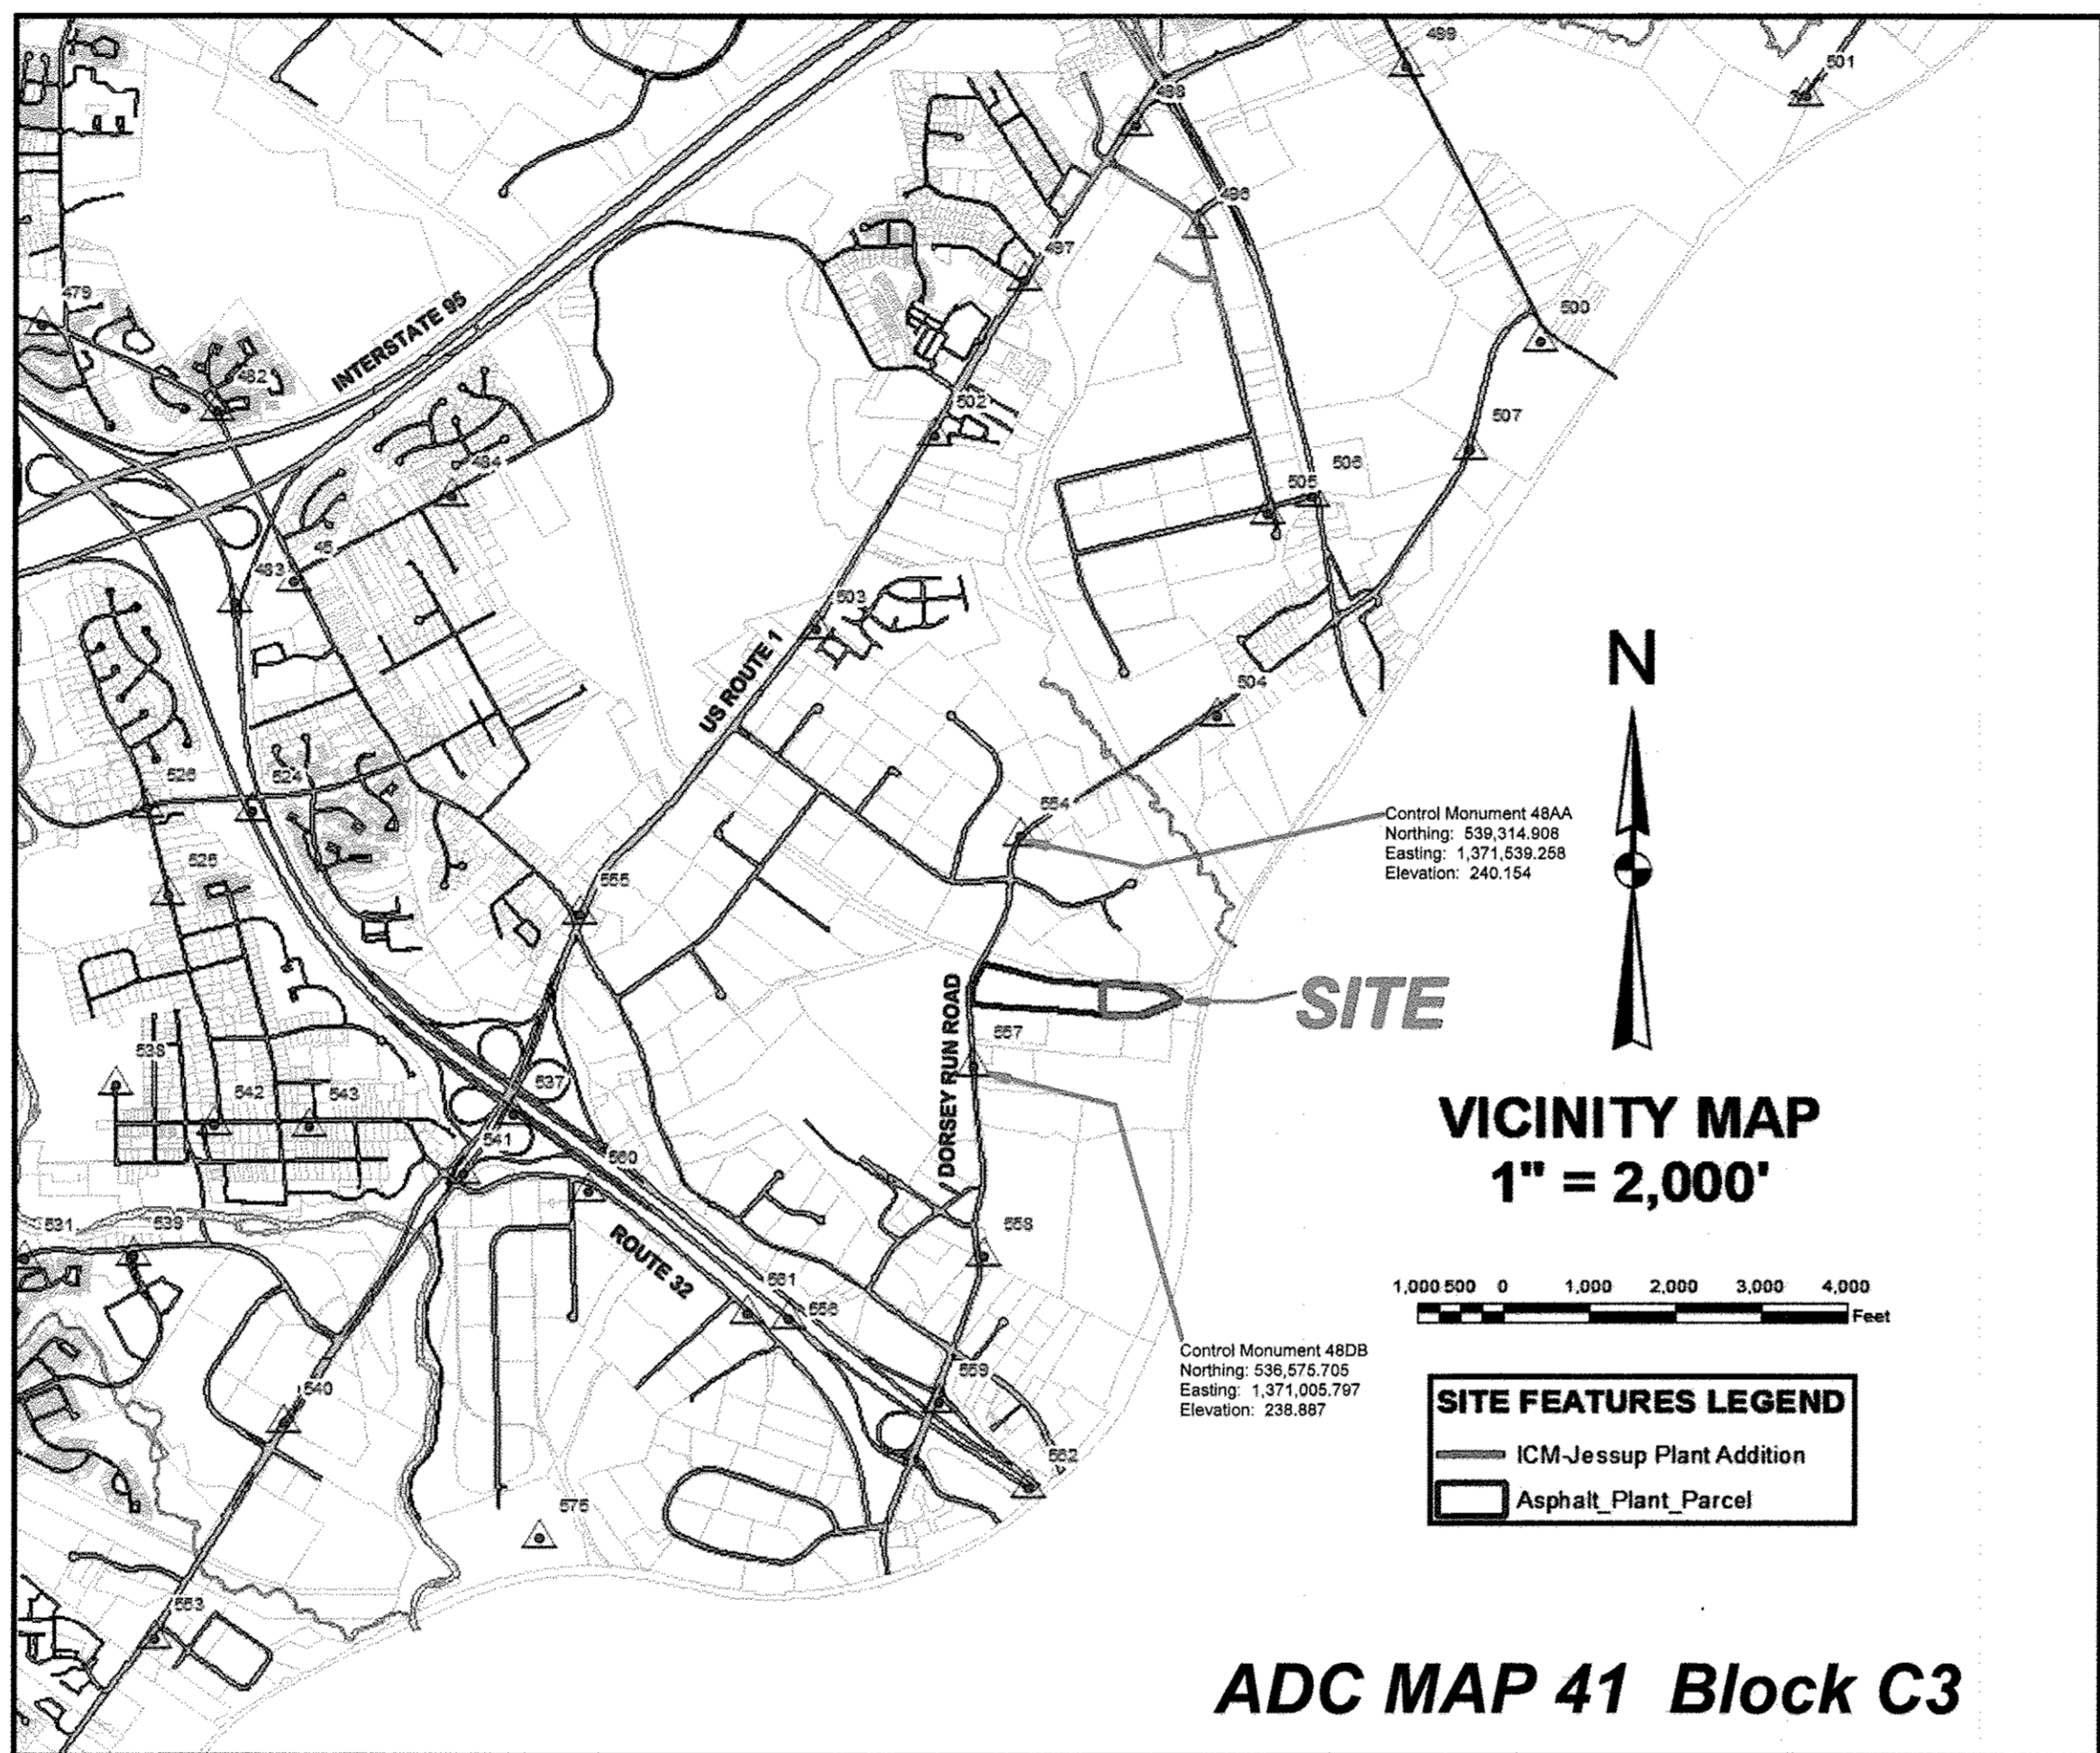 499
501
498
496
497
479
500
INTERSTATE 95
482
502
507
484
506
505
45
483
503
US ROUTE 1
504
N
526
524
554
Control Monument 48AA
Northing: 539,314.908
Easting: 1,371,539.258
Elevation: 240.154
525
555
SITE
DORSEY RUN ROAD
557
538
537
542
543
541
VICINITY MAP
1" = 2,000'
560
531
539
558
ROUTE 32
561
556
1,000 500 0 1,000 2,000 3,000 4,000
Feet
Control Monument 48DB
Northing: 536,575.705
Easting: 1,371,005.797
Elevation: 238.887
559
540
SITE FEATURES LEGEND
ICM-Jessup Plant Addition
Asphalt_Plant_Parcel
562
575
553
ADC MAP 41 Block C3